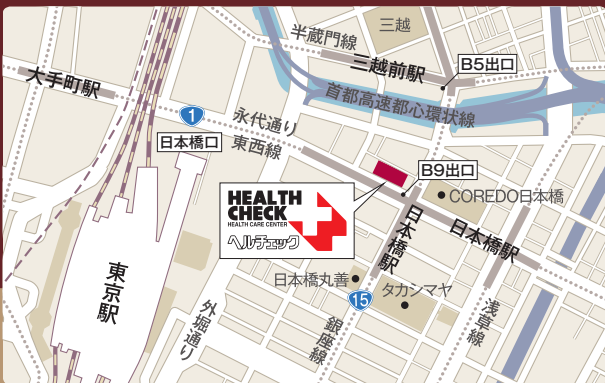 半蔵門線
三越
三越前駅
B5出口
大手町駅
首都高速都心環状線
1
永代通り
東西線
日本橋口
B9出口
COREDO日本橋
HEALTH
CHECK
HEALTH CARE CENTER
ヘルチェック
日本橋駅
日本橋駅
東京駅
日本橋丸善
タカシマヤ
15
外堀通り
銀座線
浅草線